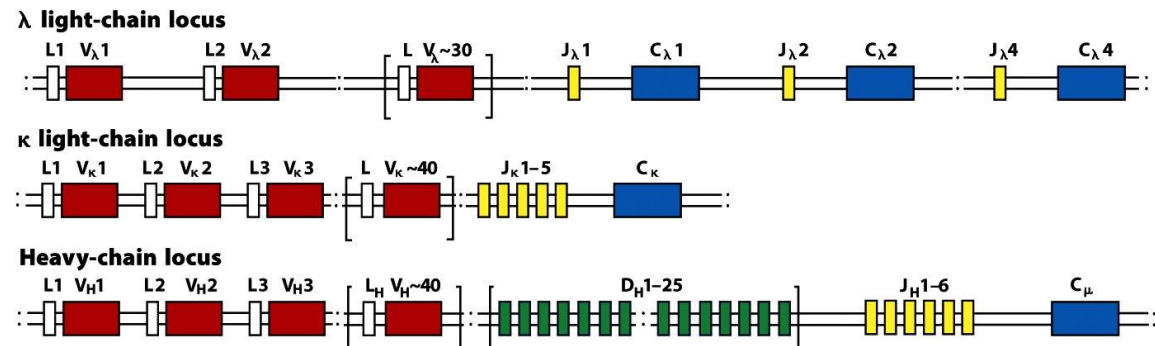 λ light-chain locus
L1 Vλ1 L2 Vλ2 L Vλ~30 Jλ1 Cλ1 Jλ2 Cλ2 Jλ4 Cλ4
κ light-chain locus
L1 Vκ1 L2 Vκ2 L3 Vκ3 L Vκ~40 Jκ1–5 Cκ
Heavy-chain locus
L1 VH1 L2 VH2 L3 VH3 LH VH~40 DH1–25 JH1–6 Cμ